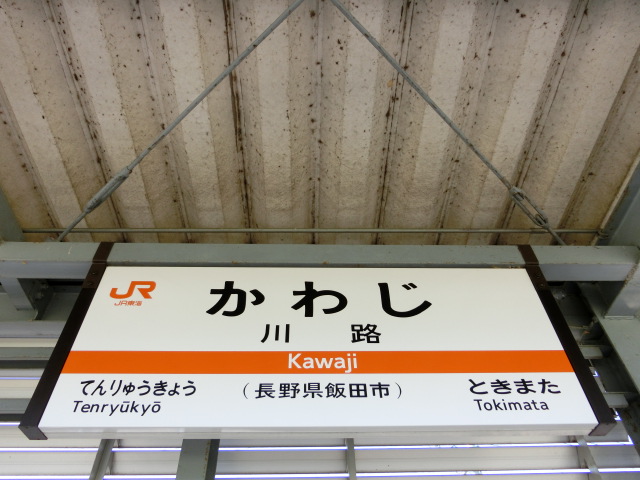 JR
JR東海
かわじ
川路
Kawaji
てんりゅうきょう
Tenryūkyō
（長野県飯田市）
ときまた
Tokimata